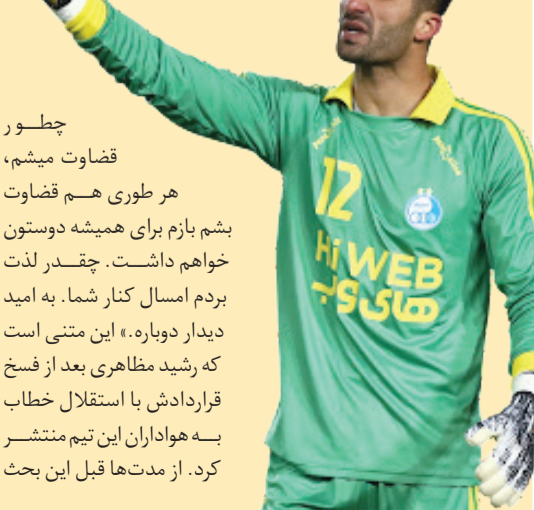 چطــور
قضاوت میشم،
هر طوری هــم قضاوت
بشم بازم برای همیشه دوستون
خواهم داشــت. چقــدر لذت
بردم امسال کنار شما. به امید
دیدار دوباره.» این متنی است
که رشید مظاهری بعد از فسخ
قراردادش با استقلال خطاب
بــه هواداران این تیم منتشــر
کرد. از مدت‌ها قبل این بحث
12
Hi WEB
های وب